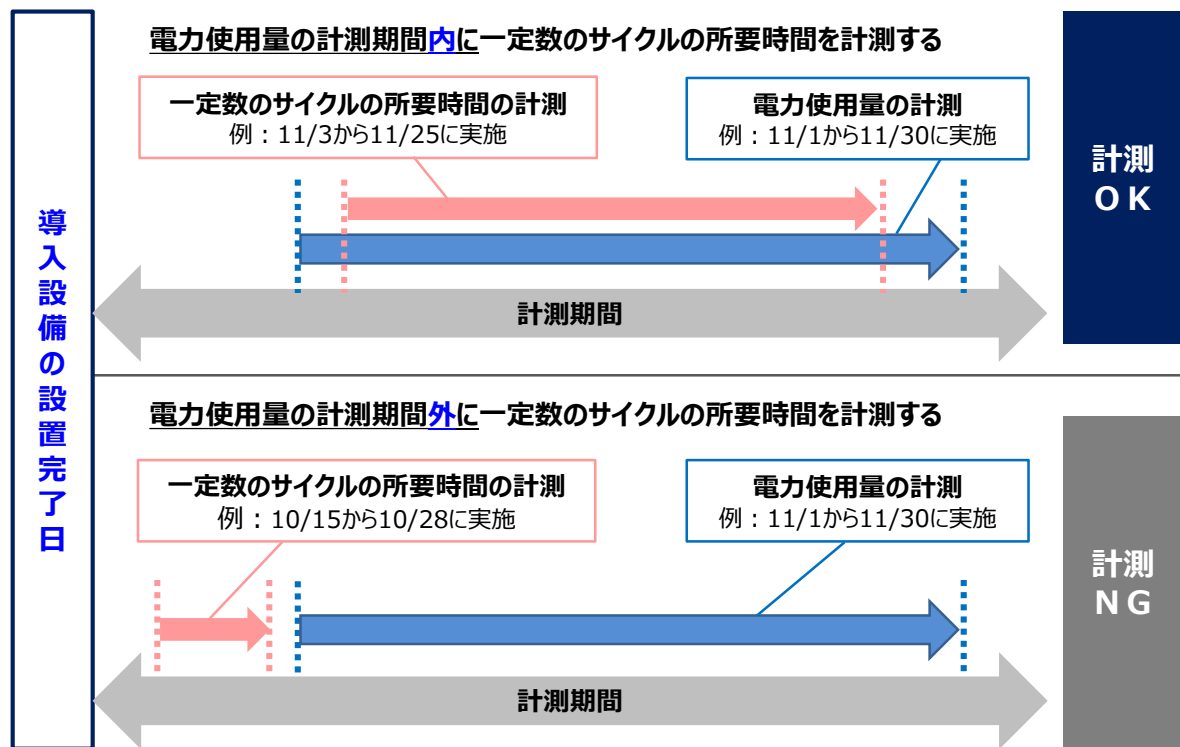 導入設備の設置完了日
電力使用量の計測期間内に一定数のサイクルの所要時間を計測する
一定数のサイクルの所要時間の計測
例：11/3から11/25に実施
電力使用量の計測
例：11/1から11/30に実施
計測期間
計測
ＯＫ
電力使用量の計測期間外に一定数のサイクルの所要時間を計測する
一定数のサイクルの所要時間の計測
例：10/15から10/28に実施
電力使用量の計測
例：11/1から11/30に実施
計測期間
計測
ＮＧ